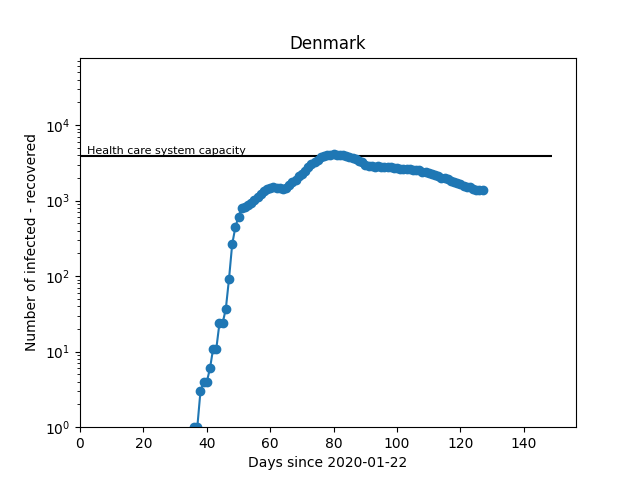 Denmark
Number of infected - recovered
10^4
10^3
10^2
10^1
10^0
Health care system capacity
0 20 40 60 80 100 120 140
Days since 2020-01-22